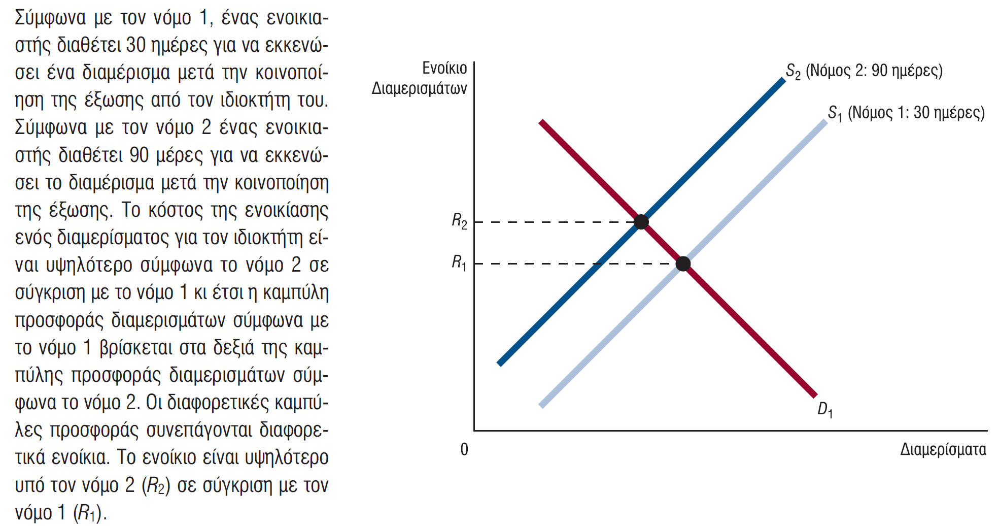 Σύμφωνα με τον νόμο 1, ένας ενοικια-
στής διαθέτει 30 ημέρες για να εκκενώ-
σει ένα διαμέρισμα μετά την κοινοποί-
ηση της έξωσης από τον ιδιοκτήτη του.
Σύμφωνα με τον νόμο 2 ένας ενοικια-
στής διαθέτει 90 μέρες για να εκκενώ-
σει το διαμέρισμα μετά την κοινοποίηση
της έξωσης. Το κόστος της ενοικίασης
ενός διαμερίσματος για τον ιδιοκτήτη εί-
ναι υψηλότερο σύμφωνα το νόμο 2 σε
σύγκριση με το νόμο 1 κι έτσι η καμπύλη
προσφοράς διαμερισμάτων σύμφωνα με
το νόμο 1 βρίσκεται στα δεξιά της καμ-
πύλης προσφοράς διαμερισμάτων σύμ-
φωνα το νόμο 2. Οι διαφορετικές καμπύ-
λες προσφοράς συνεπάγονται διαφορε-
τικά ενοίκια. Το ενοίκιο είναι υψηλότερο
υπό τον νόμο 2 (R2) σε σύγκριση με τον
νόμο 1 (R1).
Ενοίκιο
Διαμερισμάτων
S2 (Νόμος 2: 90 ημέρες)
S1 (Νόμος 1: 30 ημέρες)
R2
R1
D1
0
Διαμερίσματα